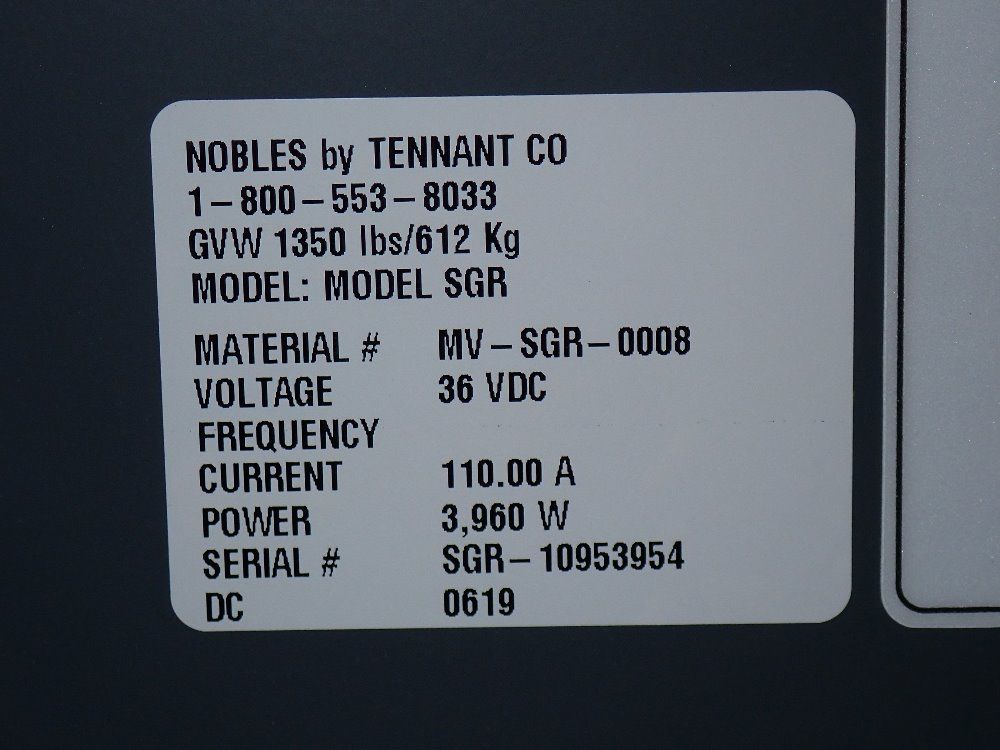 NOBLES by TENNANT CO
1-800-553-8033
GVW 1350 lbs/612 Kg
MODEL: MODEL SGR
MATERIAL # MV-SGR-0008
VOLTAGE 36 VDC
FREQUENCY
CURRENT 110.00 A
POWER 3,960 W
SERIAL # SGR-10953954
DC 0619